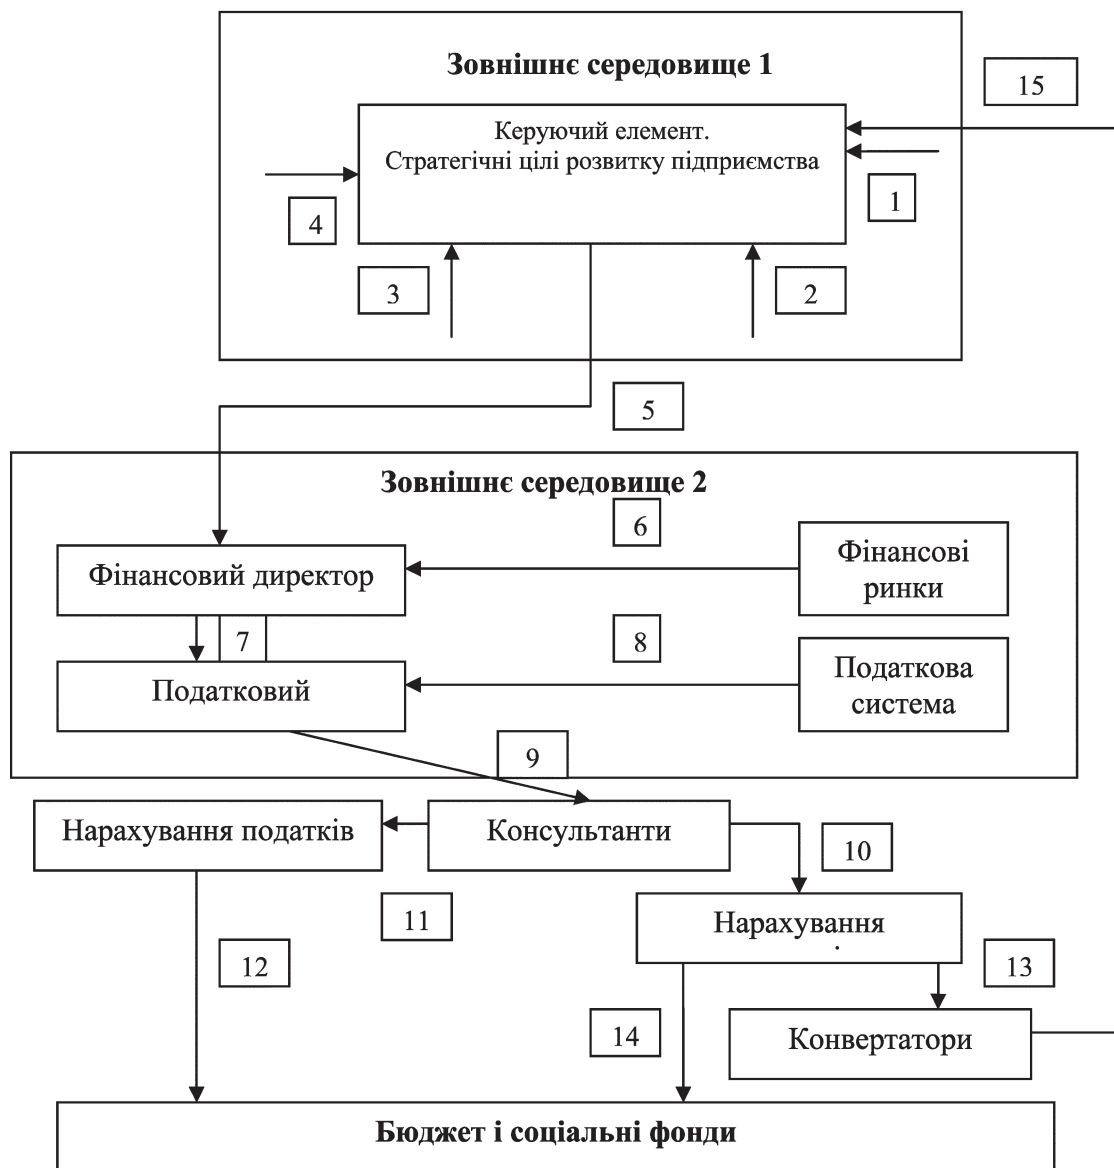 Зовнішнє середовище 1
15
Керуючий елемент.
Стратегічні цілі розвитку підприємства
1
4
3
2
5
Зовнішнє середовище 2
6
Фінансові
ринки
Фінансовий директор
7
8
Податкова
система
Податковий
9
Нарахування податків
Консультанти
10
11
Нарахування
12
13
14
Конвертатори
Бюджет і соціальні фонди